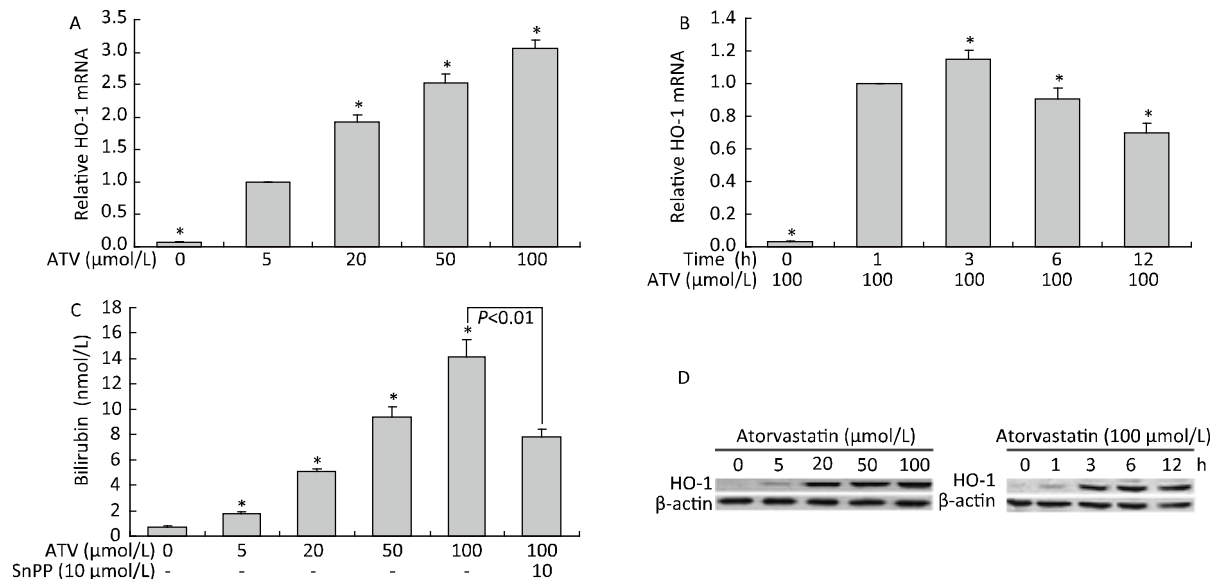 A
Relative HO-1 mRNA
3.5
3.0
2.5
2.0
1.5
1.0
0.5
0.0
*
*
*
*
ATV (μmol/L) 0 5 20 50 100
B
Relative HO-1 mRNA
1.4
1.2
1.0
0.8
0.6
0.4
0.2
0.0
*
*
*
*
Time (h) 0 1 3 6 12
ATV (μmol/L) 100 100 100 100 100
C
Bilirubin (nmol/L)
18
16
14
12
10
8
6
4
2
0
*
*
*
*
P<0.01
ATV (μmol/L) 0 5 20 50 100 100
SnPP (10 μmol/L) - - - - - 10
D
Atorvastatin (μmol/L)
0 5 20 50 100
HO-1
β-actin
Atorvastatin (100 μmol/L)
0 1 3 6 12 h
HO-1
β-actin